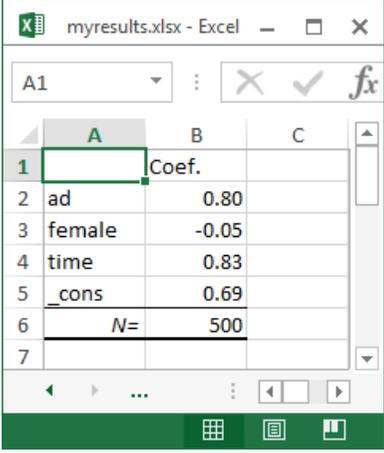 myresults.xlsx - Excel
A1 fx
A B C
1 Coef.
2 ad 0.80
3 female -0.05
4 time 0.83
5 _cons 0.69
6 N= 500
7
...